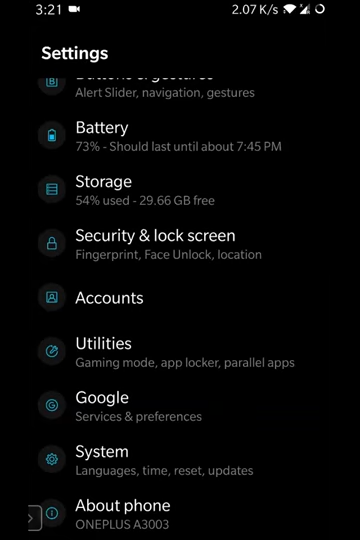 3:21 2.07 K/s
Settings
Buttons & gestures
Alert Slider, navigation, gestures
Battery
73% - Should last until about 7:45 PM
Storage
54% used - 29.66 GB free
Security & lock screen
Fingerprint, Face Unlock, location
Accounts
Utilities
Gaming mode, app locker, parallel apps
Google
Services & preferences
System
Languages, time, reset, updates
About phone
ONEPLUS A3003